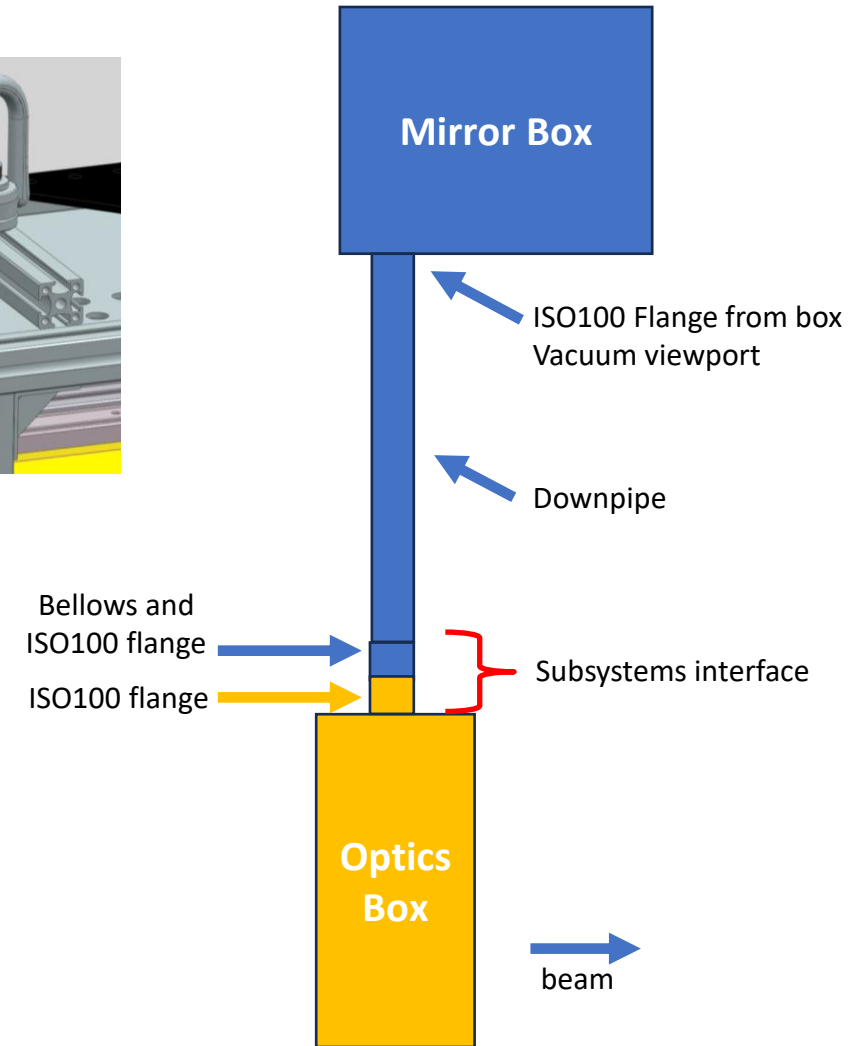 Mirror Box
ISO100 Flange from box
Vacuum viewport
Downpipe
Bellows and
ISO100 flange
ISO100 flange
Subsystems interface
Optics
Box
beam